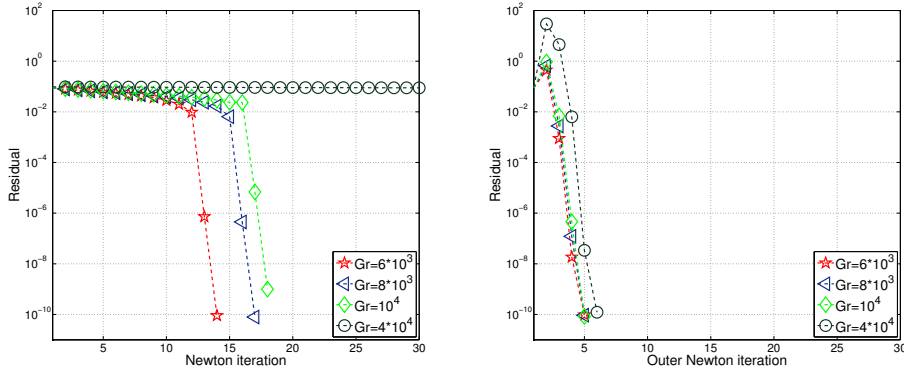 10^2
10^0
10^-2
10^-4
10^-6
10^-8
10^-10
Residual
5
10
15
20
25
30
Newton iteration
Gr=6*10^3
Gr=8*10^3
Gr=10^4
Gr=4*10^4
10^2
10^0
10^-2
10^-4
10^-6
10^-8
10^-10
Residual
5
10
15
20
25
30
Outer Newton iteration
Gr=6*10^3
Gr=8*10^3
Gr=10^4
Gr=4*10^4